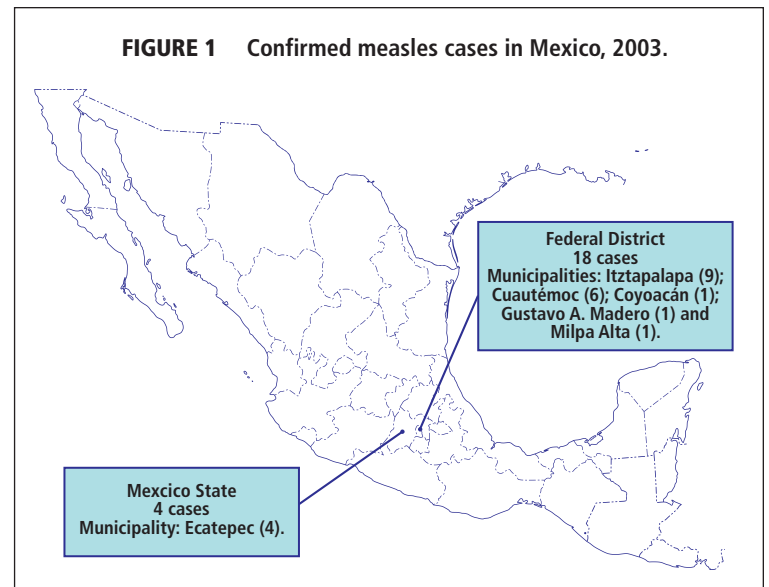 FIGURE 1 Confirmed measles cases in Mexico, 2003.
Federal District
18 cases
Municipalities: Itztapalapa (9);
Cuautémoc (6); Coyoacán (1);
Gustavo A. Madero (1) and
Milpa Alta (1).
Mexcico State
4 cases
Municipality: Ecatepec (4).